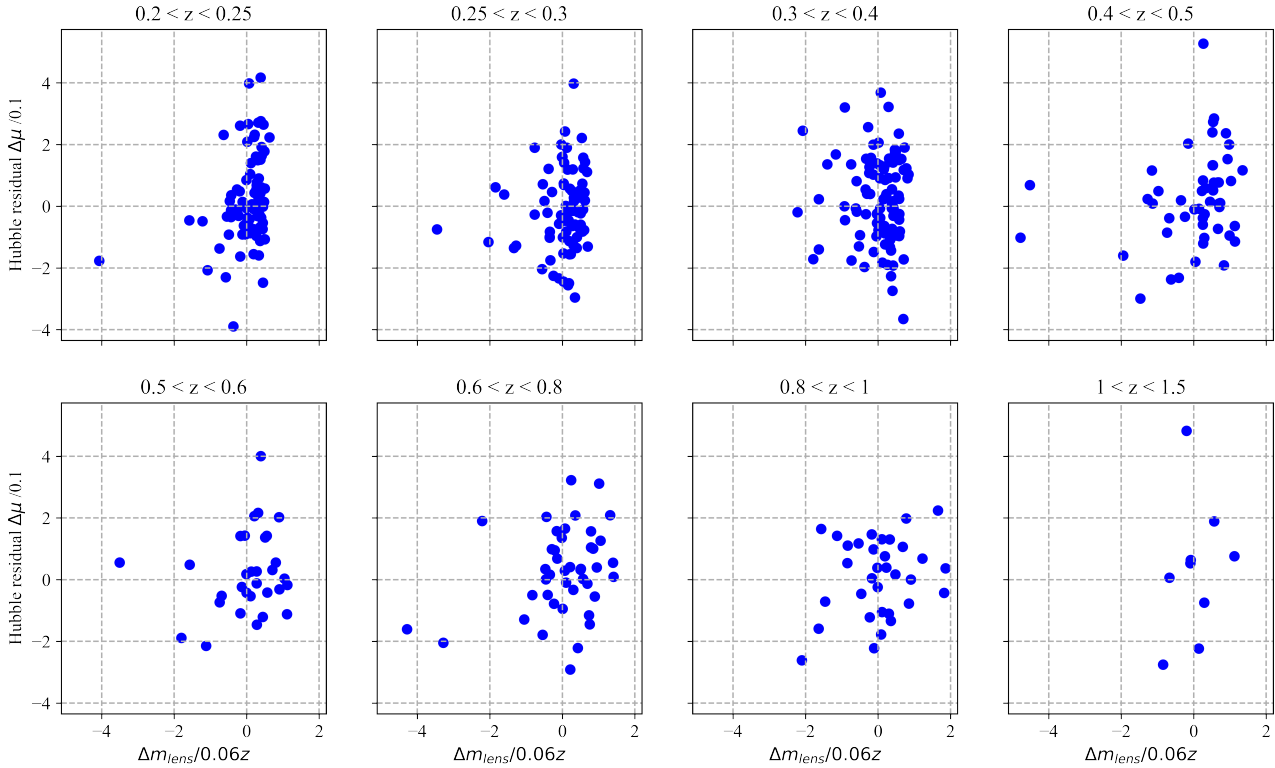 0.2 < z < 0.25
0.25 < z < 0.3
0.3 < z < 0.4
0.4 < z < 0.5
Hubble residual Δμ /0.1
4
2
0
−2
−4
0.5 < z < 0.6
0.6 < z < 0.8
0.8 < z < 1
1 < z < 1.5
Hubble residual Δμ /0.1
4
2
0
−2
−4
−4 −2 0 2
−4 −2 0 2
−4 −2 0 2
−4 −2 0 2
Δm_lens/0.06z
Δm_lens/0.06z
Δm_lens/0.06z
Δm_lens/0.06z